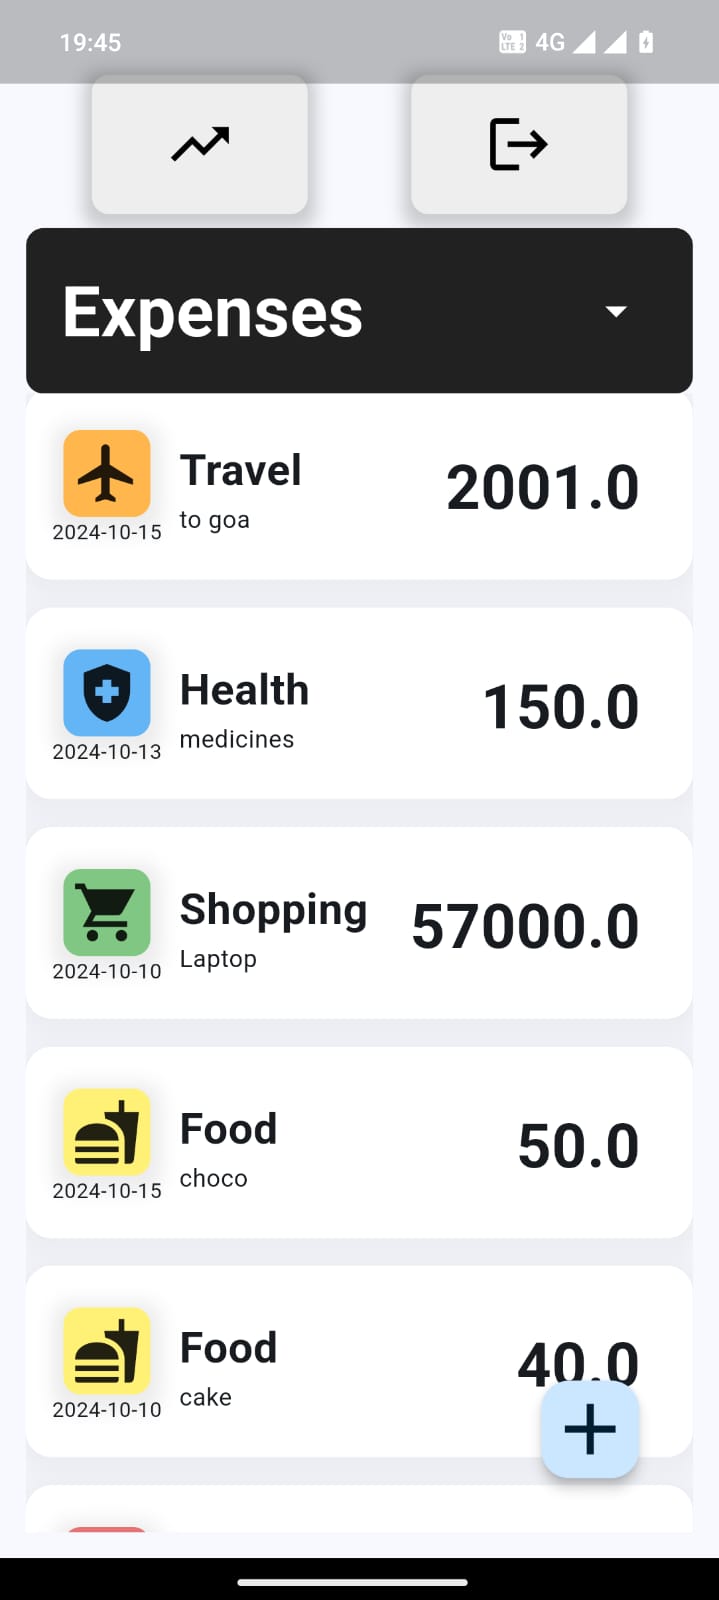 19:45
Vo 1
LTE 2
4G
Expenses
Travel
2001.0
to goa
2024-10-15
Health
150.0
medicines
2024-10-13
Shopping
57000.0
Laptop
2024-10-10
Food
50.0
choco
2024-10-15
Food
40.0
cake
2024-10-10